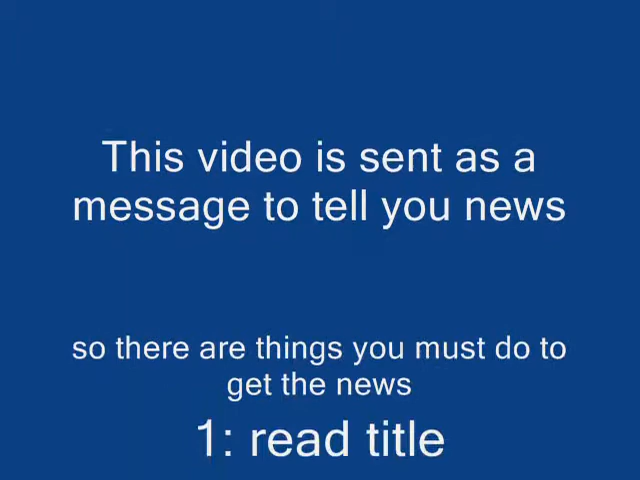 This video is sent as a
message to tell you news
so there are things you must do to
get the news
1: read title